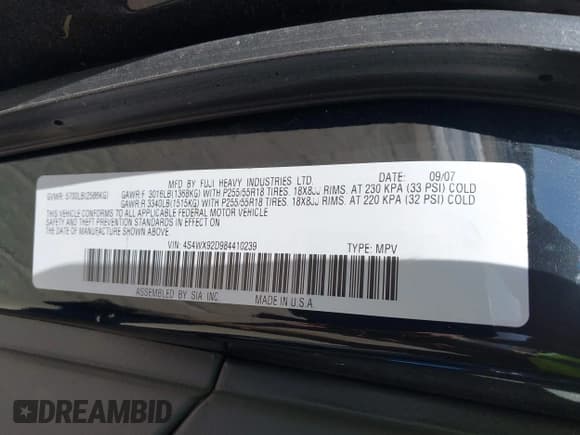 MFD. BY FUJI HEAVY INDUSTRIES LTD. DATE: 09/07
GVWR: 5700LB(2586KG) GAWR F 3016LB(1368KG) WITH P255/55R18 TIRES. 18X8JJ RIMS. AT 230 KPA (33 PSI) COLD
GAWR R 3340LB(1515KG) WITH P255/55R18 TIRES. 18X8JJ RIMS. AT 220 KPA (32 PSI) COLD
THIS VEHICLE CONFORMS TO ALL APPLICABLE FEDERAL MOTOR VEHICLE
SAFETY AND THEFT PREVENTION STANDARDS IN EFFECT ON
THE DATE OF MANUFACTURE SHOWN ABOVE.
VIN: 4S4WX92D984410239 TYPE: MPV
ASSEMBLED BY SIA INC. MADE IN U.S.A.
DREAMBID